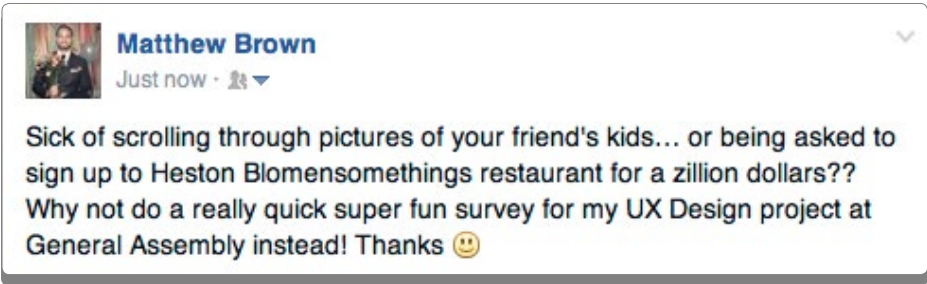 Matthew Brown
Just now ·
Sick of scrolling through pictures of your friend's kids... or being asked to
sign up to Heston Blomensomethings restaurant for a zillion dollars??
Why not do a really quick super fun survey for my UX Design project at
General Assembly instead! Thanks